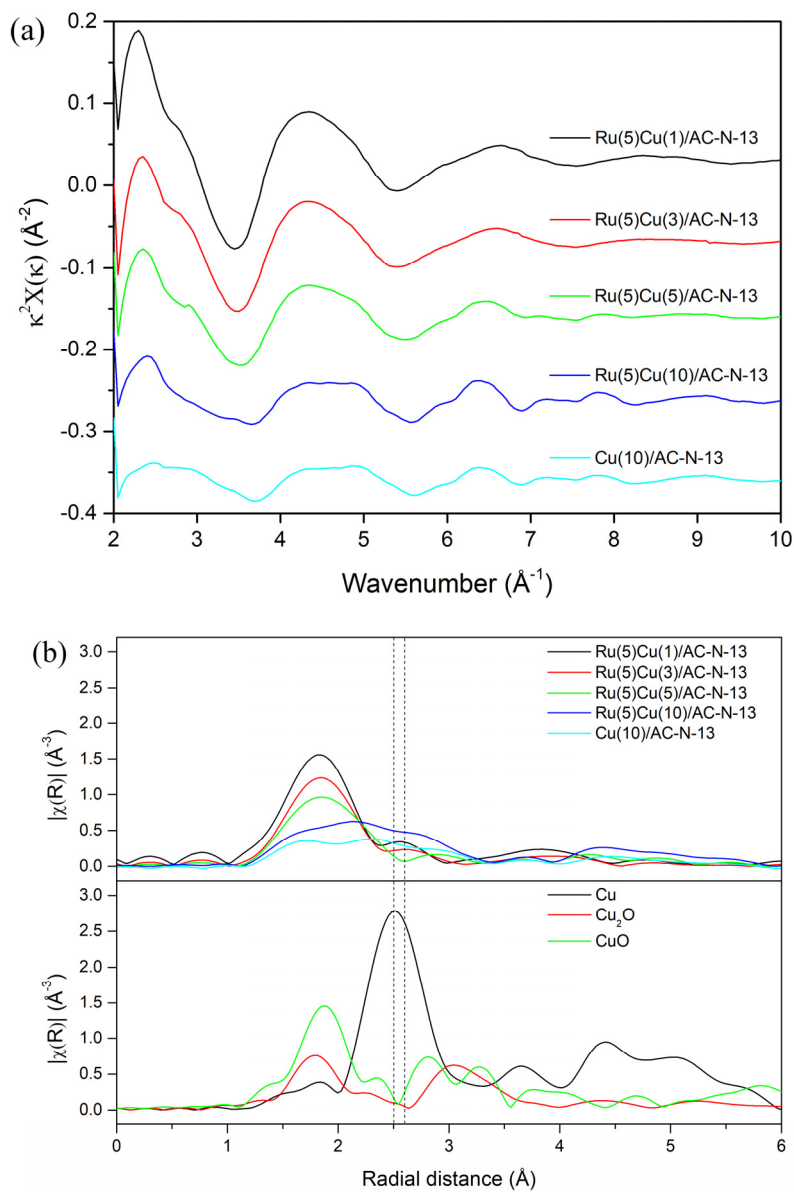 (a)
0.2
0.1
0.0
-0.1
-0.2
-0.3
-0.4
κ²X(κ) (Å⁻²)
Ru(5)Cu(1)/AC-N-13
Ru(5)Cu(3)/AC-N-13
Ru(5)Cu(5)/AC-N-13
Ru(5)Cu(10)/AC-N-13
Cu(10)/AC-N-13
2 3 4 5 6 7 8 9 10
Wavenumber (Å⁻¹)
(b)
3.0
2.5
2.0
1.5
1.0
0.5
0.0
|χ(R)| (Å⁻³)
Ru(5)Cu(1)/AC-N-13
Ru(5)Cu(3)/AC-N-13
Ru(5)Cu(5)/AC-N-13
Ru(5)Cu(10)/AC-N-13
Cu(10)/AC-N-13
3.0
2.5
2.0
1.5
1.0
0.5
0.0
|χ(R)| (Å⁻³)
Cu
Cu₂O
CuO
0 1 2 3 4 5 6
Radial distance (Å)